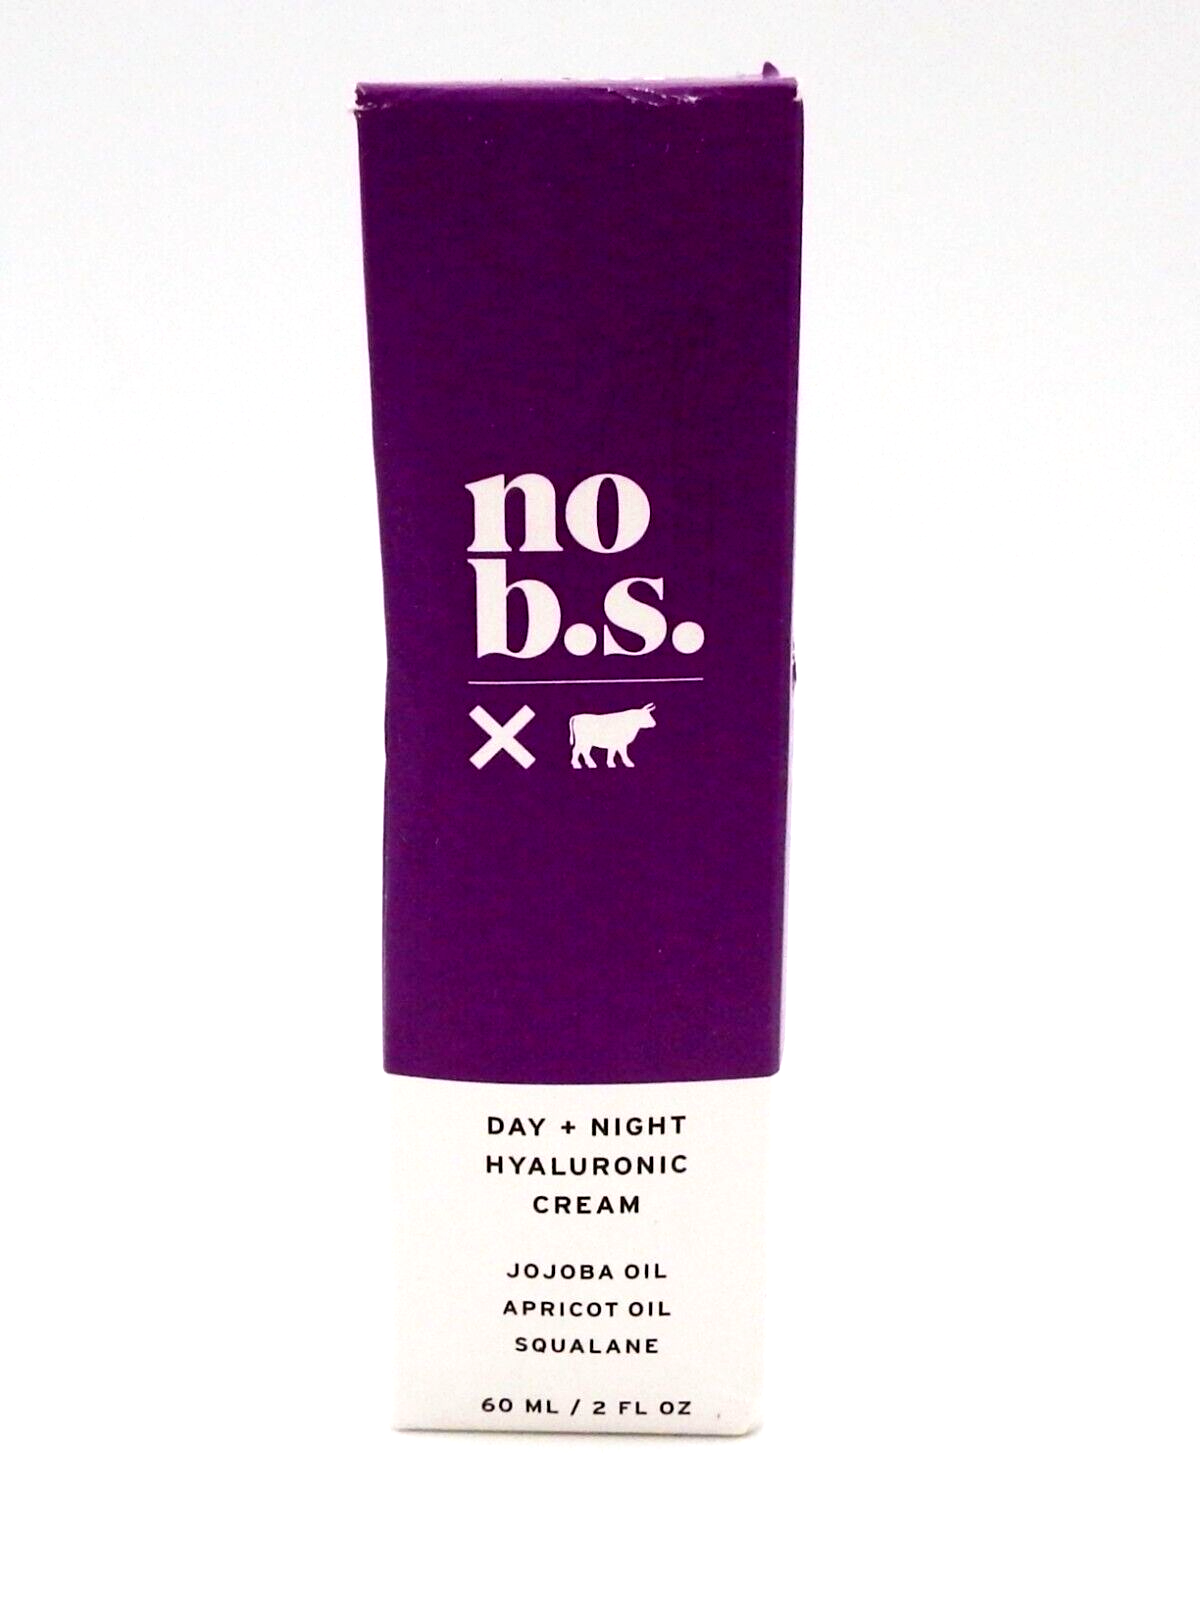 no
b.s.
DAY + NIGHT
HYALURONIC
CREAM
JOJOBA OIL
APRICOT OIL
SQUALANE
60 ML / 2 FL OZ